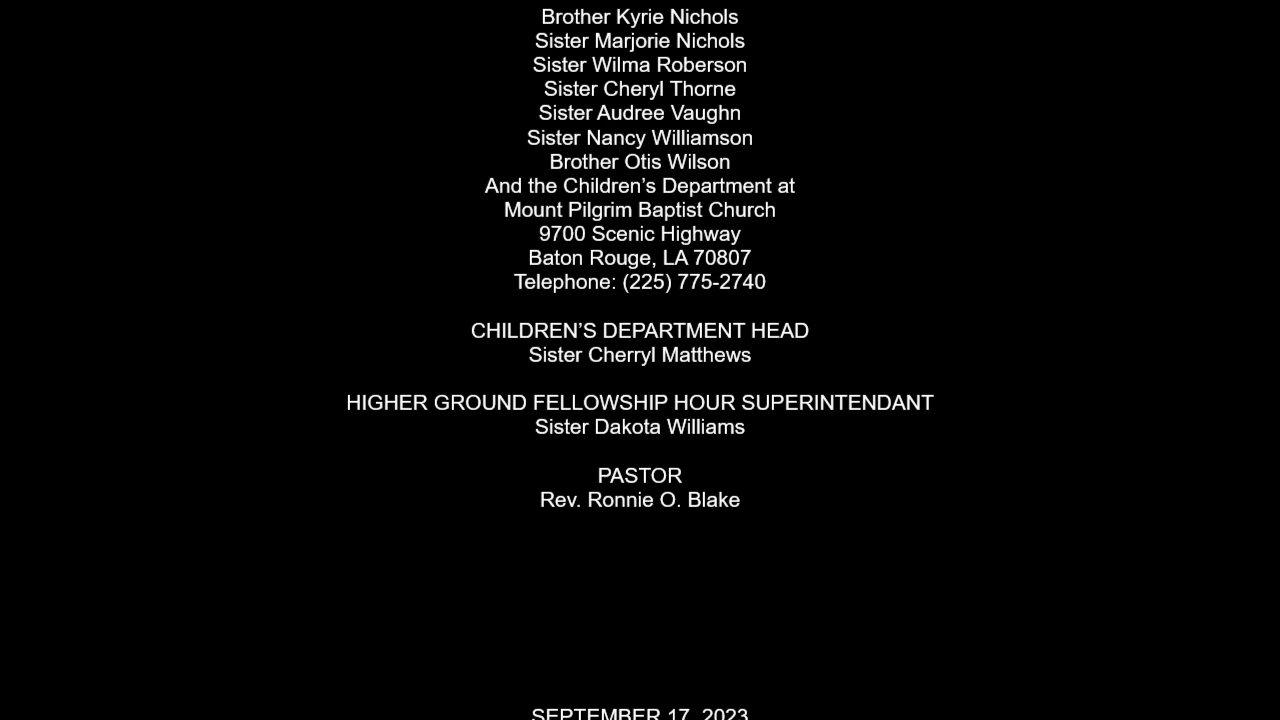 Brother Kyrie Nichols
Sister Marjorie Nichols
Sister Wilma Roberson
Sister Cheryl Thorne
Sister Audree Vaughn
Sister Nancy Williamson
Brother Otis Wilson
And the Children’s Department at
Mount Pilgrim Baptist Church
9700 Scenic Highway
Baton Rouge, LA 70807
Telephone: (225) 775-2740
CHILDREN’S DEPARTMENT HEAD
Sister Cherryl Matthews
HIGHER GROUND FELLOWSHIP HOUR SUPERINTENDANT
Sister Dakota Williams
PASTOR
Rev. Ronnie O. Blake
SEPTEMBER 17, 2023